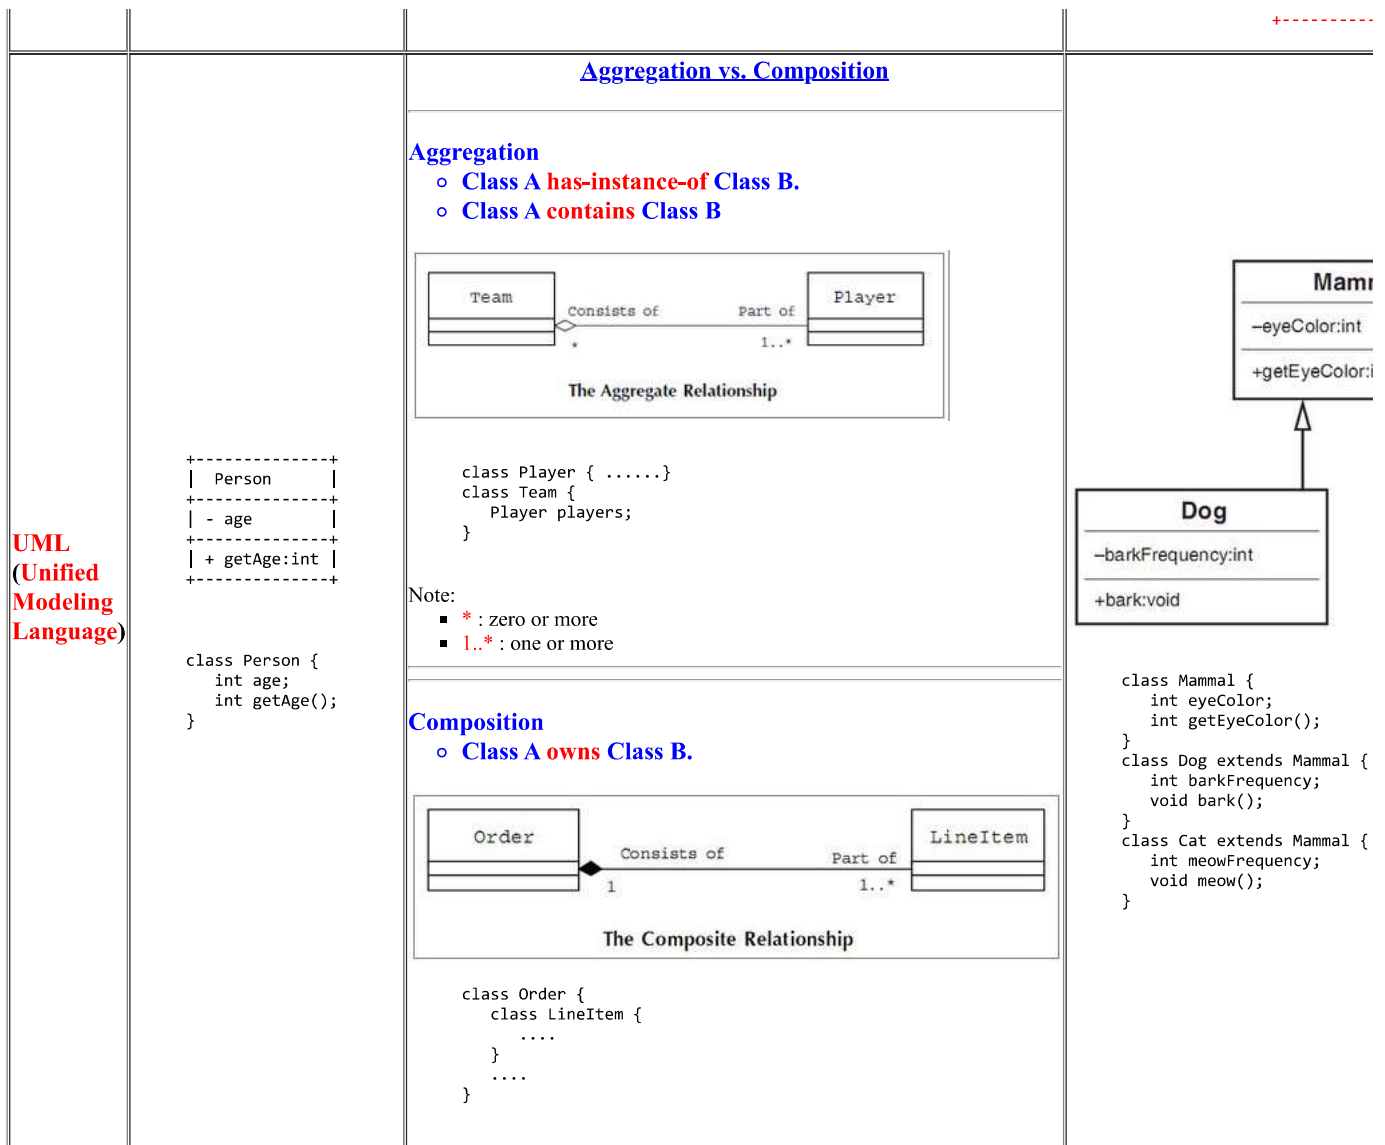 +----------
UML
(Unified
Modeling
Language)
+--------------+
|  Person      |
+--------------+
| - age        |
+--------------+
| + getAge:int |
+--------------+
class Person {
   int age;
   int getAge();
}
Aggregation vs. Composition
Aggregation
Class A has-instance-of Class B.
Class A contains Class B
Team
Consists of
Part of
Player
*
1..*
The Aggregate Relationship
class Player { ......}
class Team {
   Player players;
}
Note:
* : zero or more
1..* : one or more
Composition
Class A owns Class B.
Order
Consists of
Part of
LineItem
1
1..*
The Composite Relationship
class Order {
   class LineItem {
      ....
   }
   ....
}
–eyeColor:int
Dog
–barkFrequency:int
+bark:void
class Mammal {
   int eyeColor;
   int getEyeColor();
}
class Dog extends Mammal {
   int barkFrequency;
   void bark();
}
class Cat extends Mammal {
   int meowFrequency;
   void meow();
}